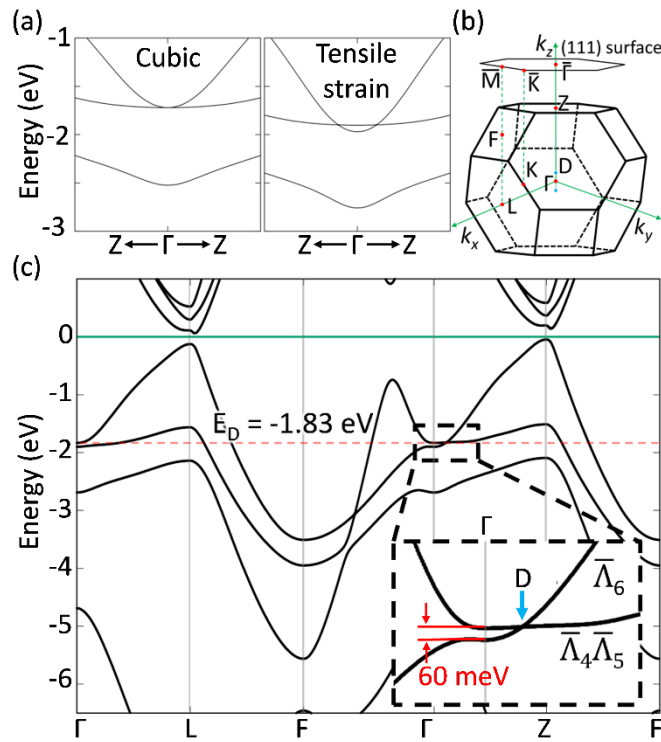 (a)
-1
-2
-3
Energy (eV)
Cubic
Tensile
strain
Z←Γ→Z
Z←Γ→Z
(b)
k_z
(111) surface
M̅
K̅
Γ̅
Z
F
K
D
Γ
L
k_x
k_y
(c)
0
-1
-2
-3
-4
-5
-6
Energy (eV)
E_D = -1.83 eV
Γ
D
Λ̅_6
Λ̅_4Λ̅_5
60 meV
Γ L F Γ Z F